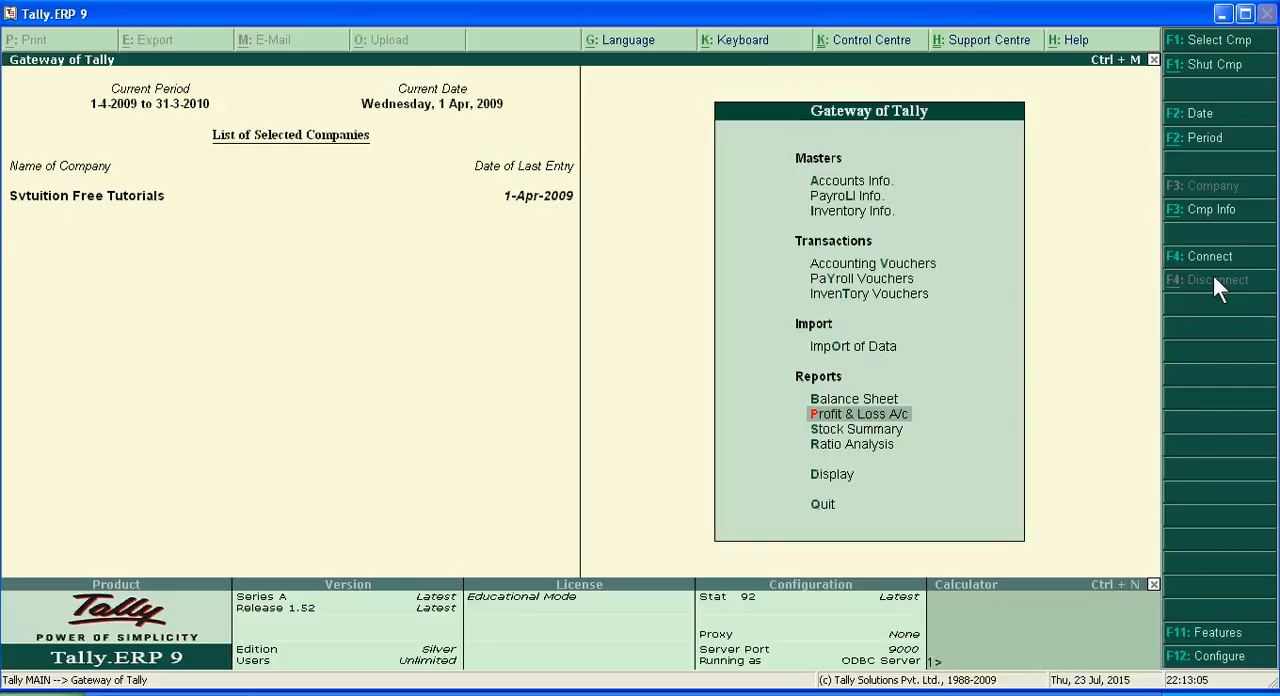 Tally.ERP 9
P: Print
E: Export
M: E-Mail
O: Upload
G: Language
K: Keyboard
K: Control Centre
H: Support Centre
H: Help
Gateway of Tally
Ctrl + M
Current Period
1-4-2009 to 31-3-2010
Current Date
Wednesday, 1 Apr, 2009
List of Selected Companies
Name of Company
Date of Last Entry
Svtuition Free Tutorials
1-Apr-2009
Gateway of Tally
Masters
Accounts Info.
PayroLl Info.
Inventory Info.
Transactions
Accounting Vouchers
PaYroll Vouchers
InvenTory Vouchers
Import
ImpOrt of Data
Reports
Balance Sheet
Profit & Loss A/c
Stock Summary
Ratio Analysis
Display
Quit
F1: Select Cmp
F1: Shut Cmp
F2: Date
F2: Period
F3: Company
F3: Cmp Info
F4: Connect
F4: Disconnect
F11: Features
F12: Configure
Product
Tally
POWER OF SIMPLICITY
Tally.ERP 9
Version
Series A Latest
Release 1.52 Latest
Edition Silver
Users Unlimited
License
Educational Mode
Configuration
Stat 92 Latest
Proxy None
Server Port 9000
Running as ODBC Server
Calculator
Ctrl + N
1>
Tally MAIN --> Gateway of Tally
(c) Tally Solutions Pvt. Ltd., 1988-2009
Thu, 23 Jul, 2015
22:13:05